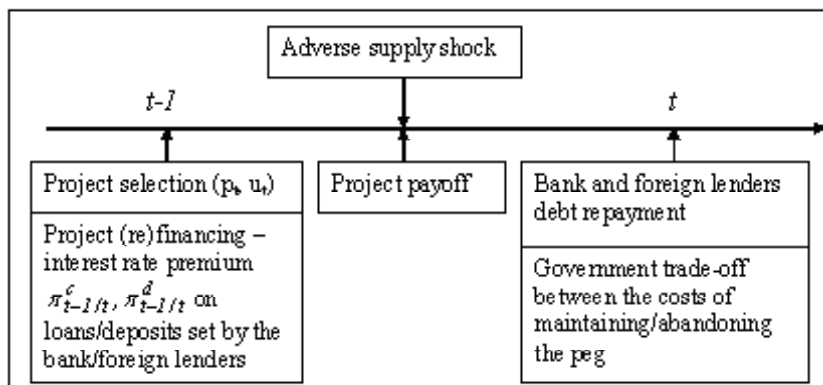 Adverse supply
shock
t-1
t
Project selection (pₜ, uₜ)
Project (re)financing –
interest rate premium
π^c_{t-1/t}, π^d_{t-1/t} on
loans/deposits set by the
bank/foreign lenders
Project payoff
Bank and foreign lenders
debt repayment
Government trade-off
between the costs of
maintaining/abandoning
the peg